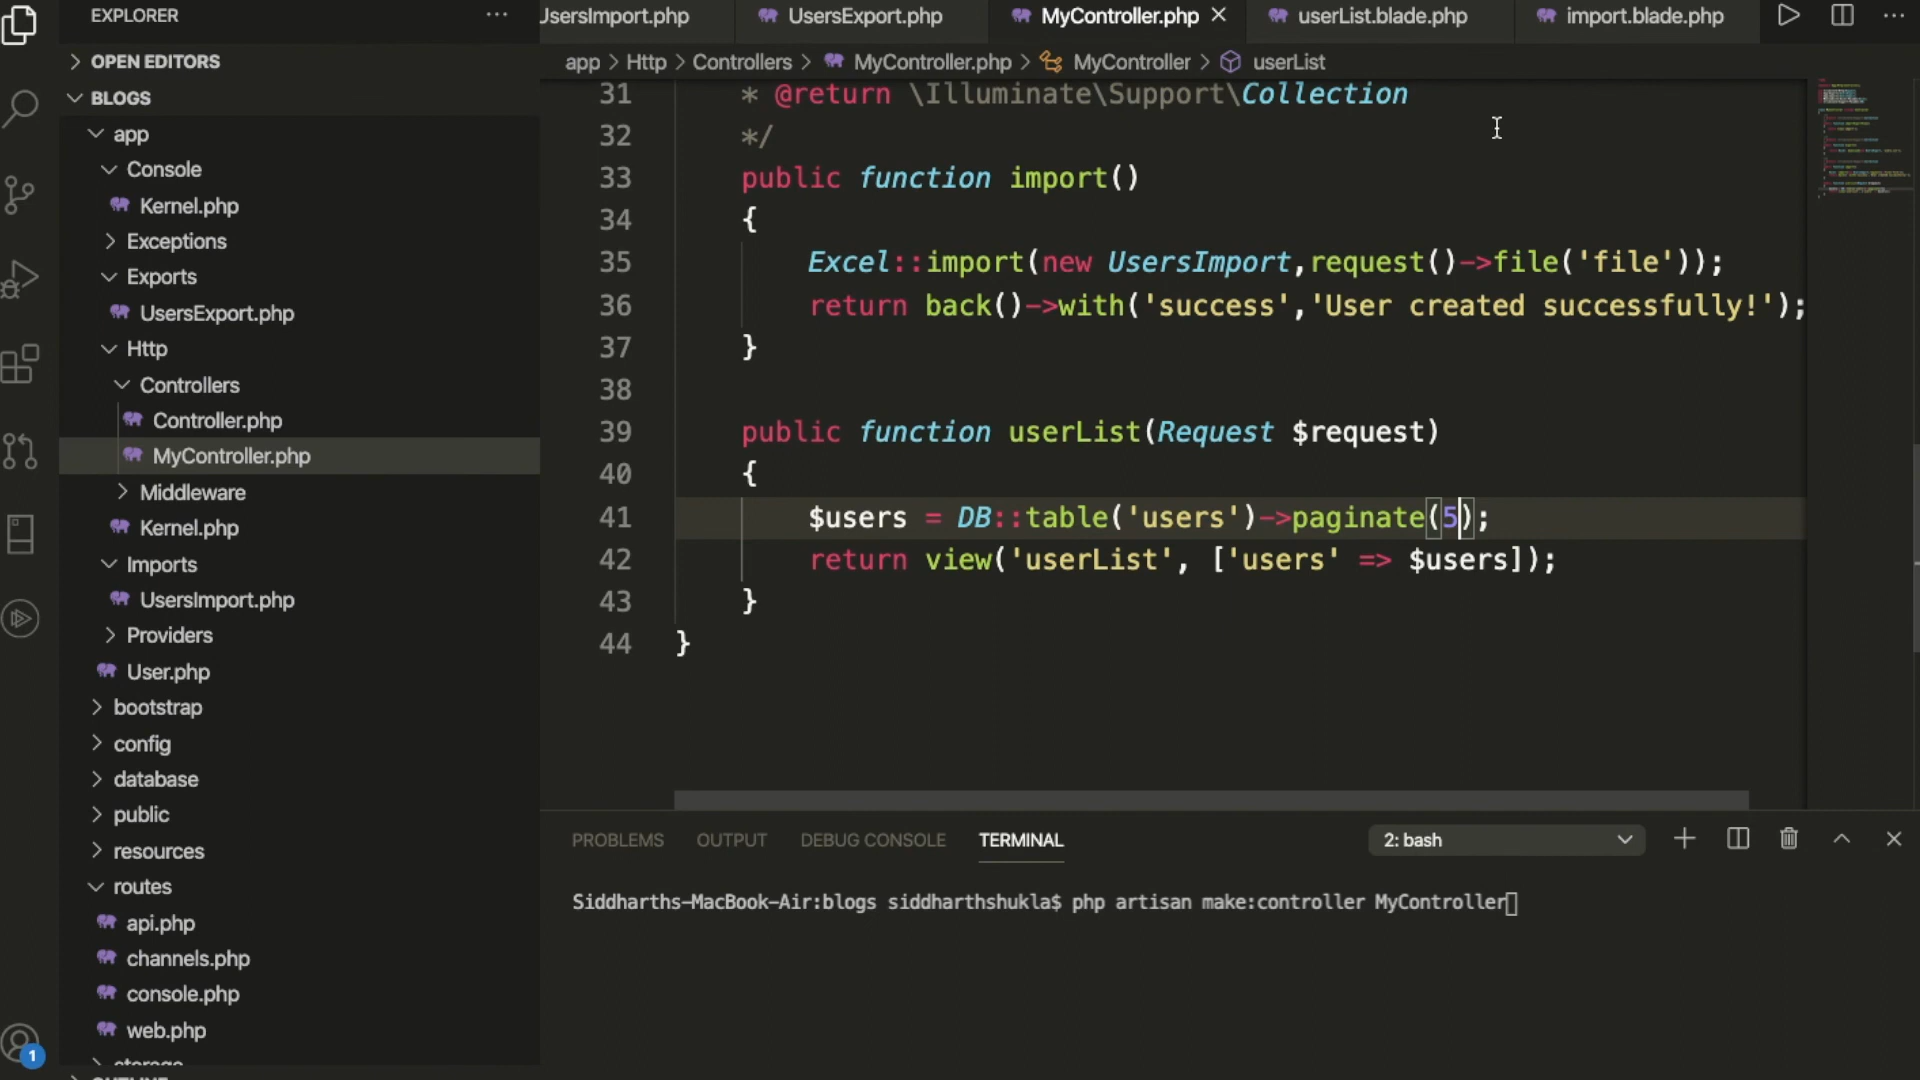 EXPLORER
OPEN EDITORS
BLOGS
app
Console
Kernel.php
Exceptions
Exports
UsersExport.php
Http
Controllers
Controller.php
MyController.php
Middleware
Kernel.php
Imports
UsersImport.php
Providers
User.php
bootstrap
config
database
public
resources
routes
api.php
channels.php
console.php
web.php
storage
OUTLINE
1
UsersImport.php
UsersExport.php
MyController.php
userList.blade.php
import.blade.php
app > Http > Controllers > MyController.php > MyController > userList
31 * @return \Illuminate\Support\Collection
32 */
33 public function import()
34 {
35 Excel::import(new UsersImport,request()->file('file'));
36 return back()->with('success','User created successfully!');
37 }
38
39 public function userList(Request $request)
40 {
41 $users = DB::table('users')->paginate(5);
42 return view('userList', ['users' => $users]);
43 }
44 }
PROBLEMS OUTPUT DEBUG CONSOLE TERMINAL 2: bash
Siddharths-MacBook-Air:blogs siddharthshukla$ php artisan make:controller MyController